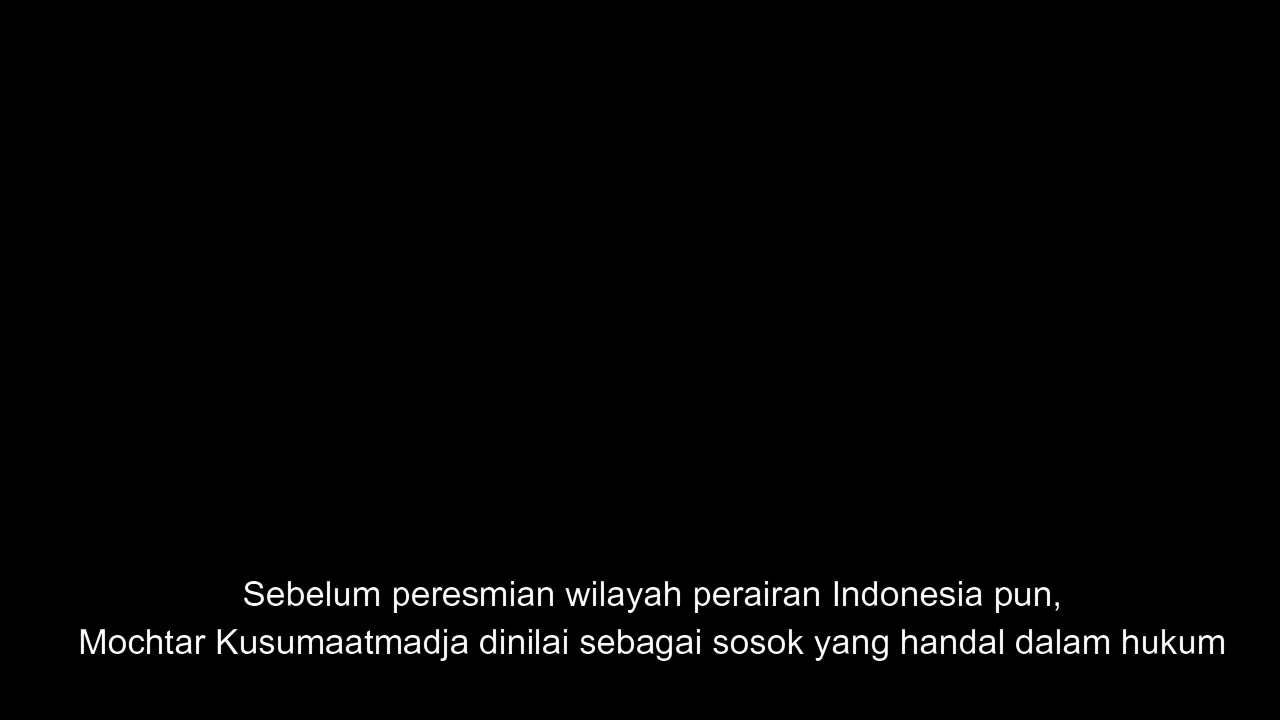 Sebelum peresmian wilayah perairan Indonesia pun,
Mochtar Kusumaatmadja dinilai sebagai sosok yang handal dalam hukum